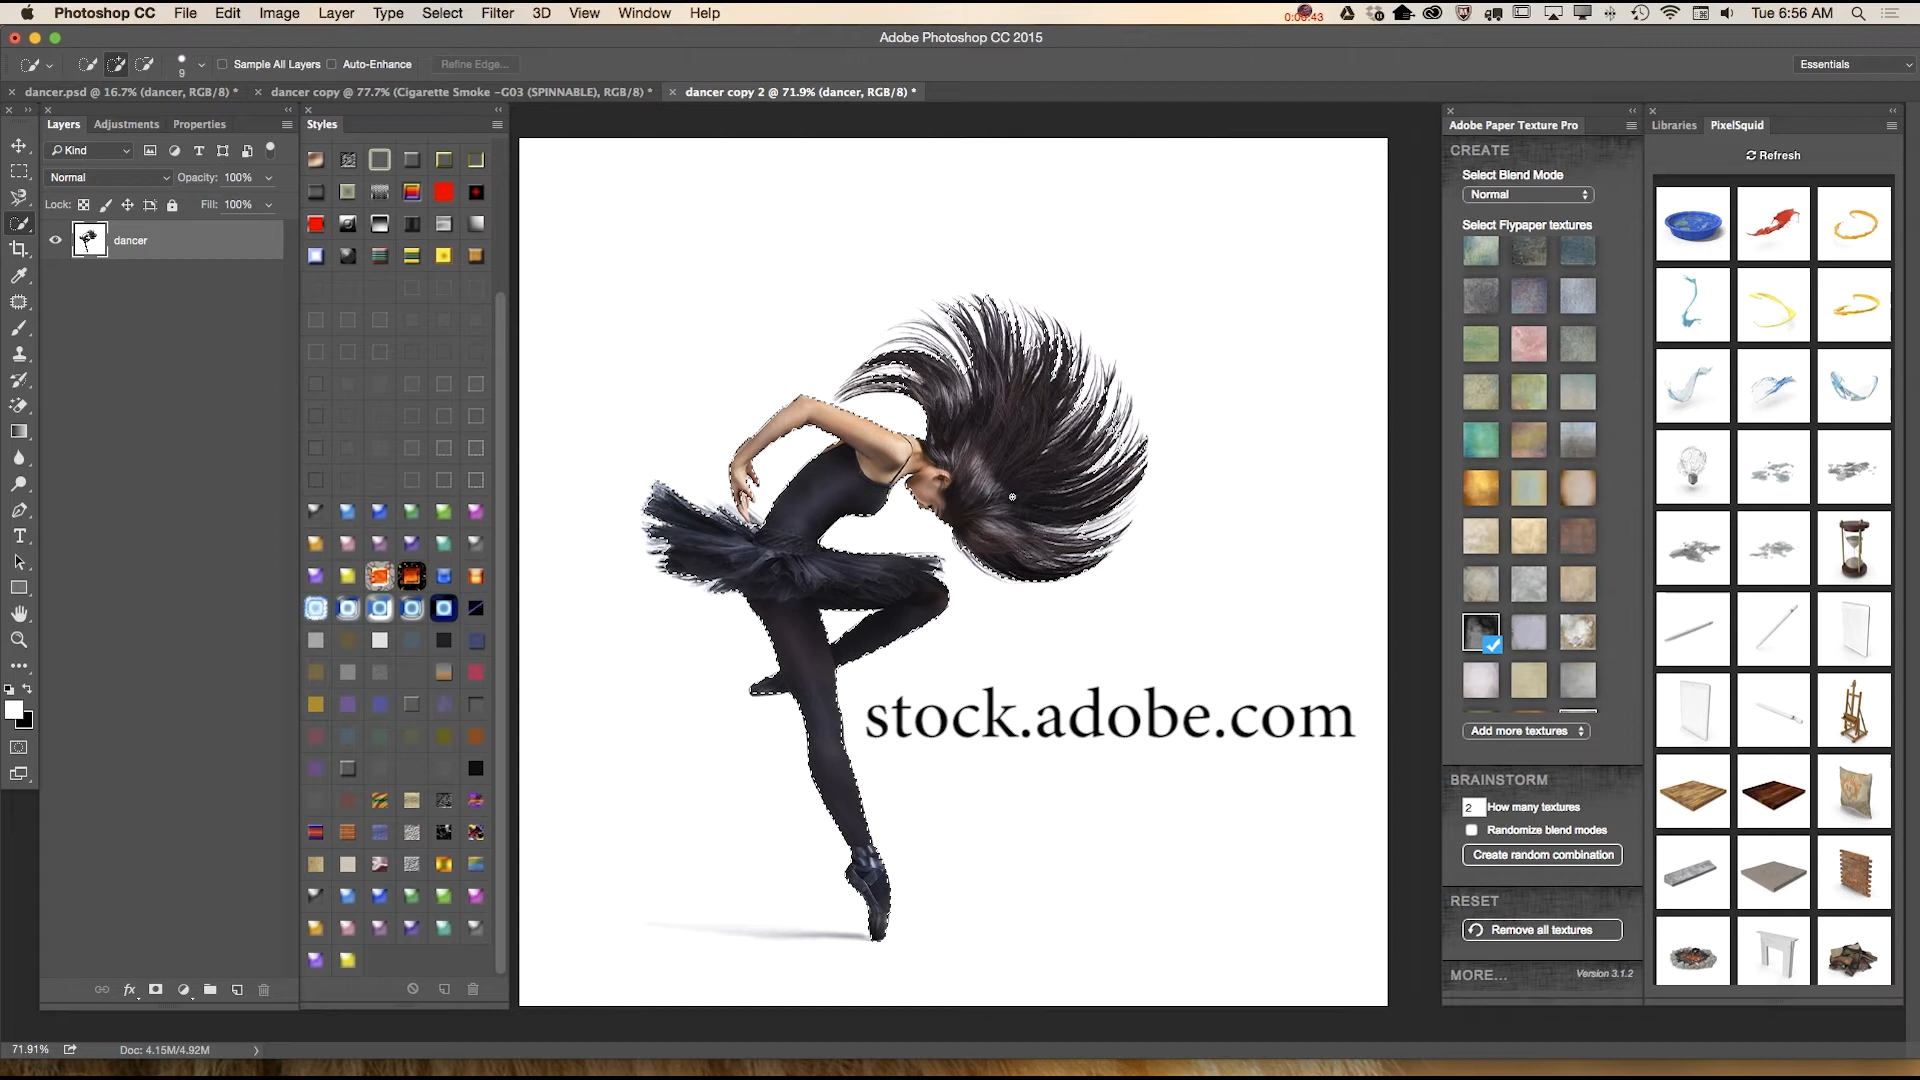 Photoshop CC File Edit Image Layer Type Select Filter 3D View Window Help
0:00:43
Tue 6:56 AM
Adobe Photoshop CC 2015
9
Sample All Layers
Auto-Enhance
Refine Edge...
Essentials
dancer.psd @ 16.7% (dancer, RGB/8) *
dancer copy @ 77.7% (Cigarette Smoke -G03 (SPINNABLE), RGB/8) *
dancer copy 2 @ 71.9% (dancer, RGB/8) *
Layers Adjustments Properties
Kind
Normal
Opacity: 100%
Lock:
Fill: 100%
dancer
fx
Styles
stock.adobe.com
Adobe Paper Texture Pro
CREATE
Select Blend Mode
Normal
Select Flypaper textures
Add more textures
BRAINSTORM
2 How many textures
Randomize blend modes
Create random combination
RESET
Remove all textures
MORE...
Version 3.1.2
Libraries PixelSquid
Refresh
71.91%
Doc: 4.15M/4.92M